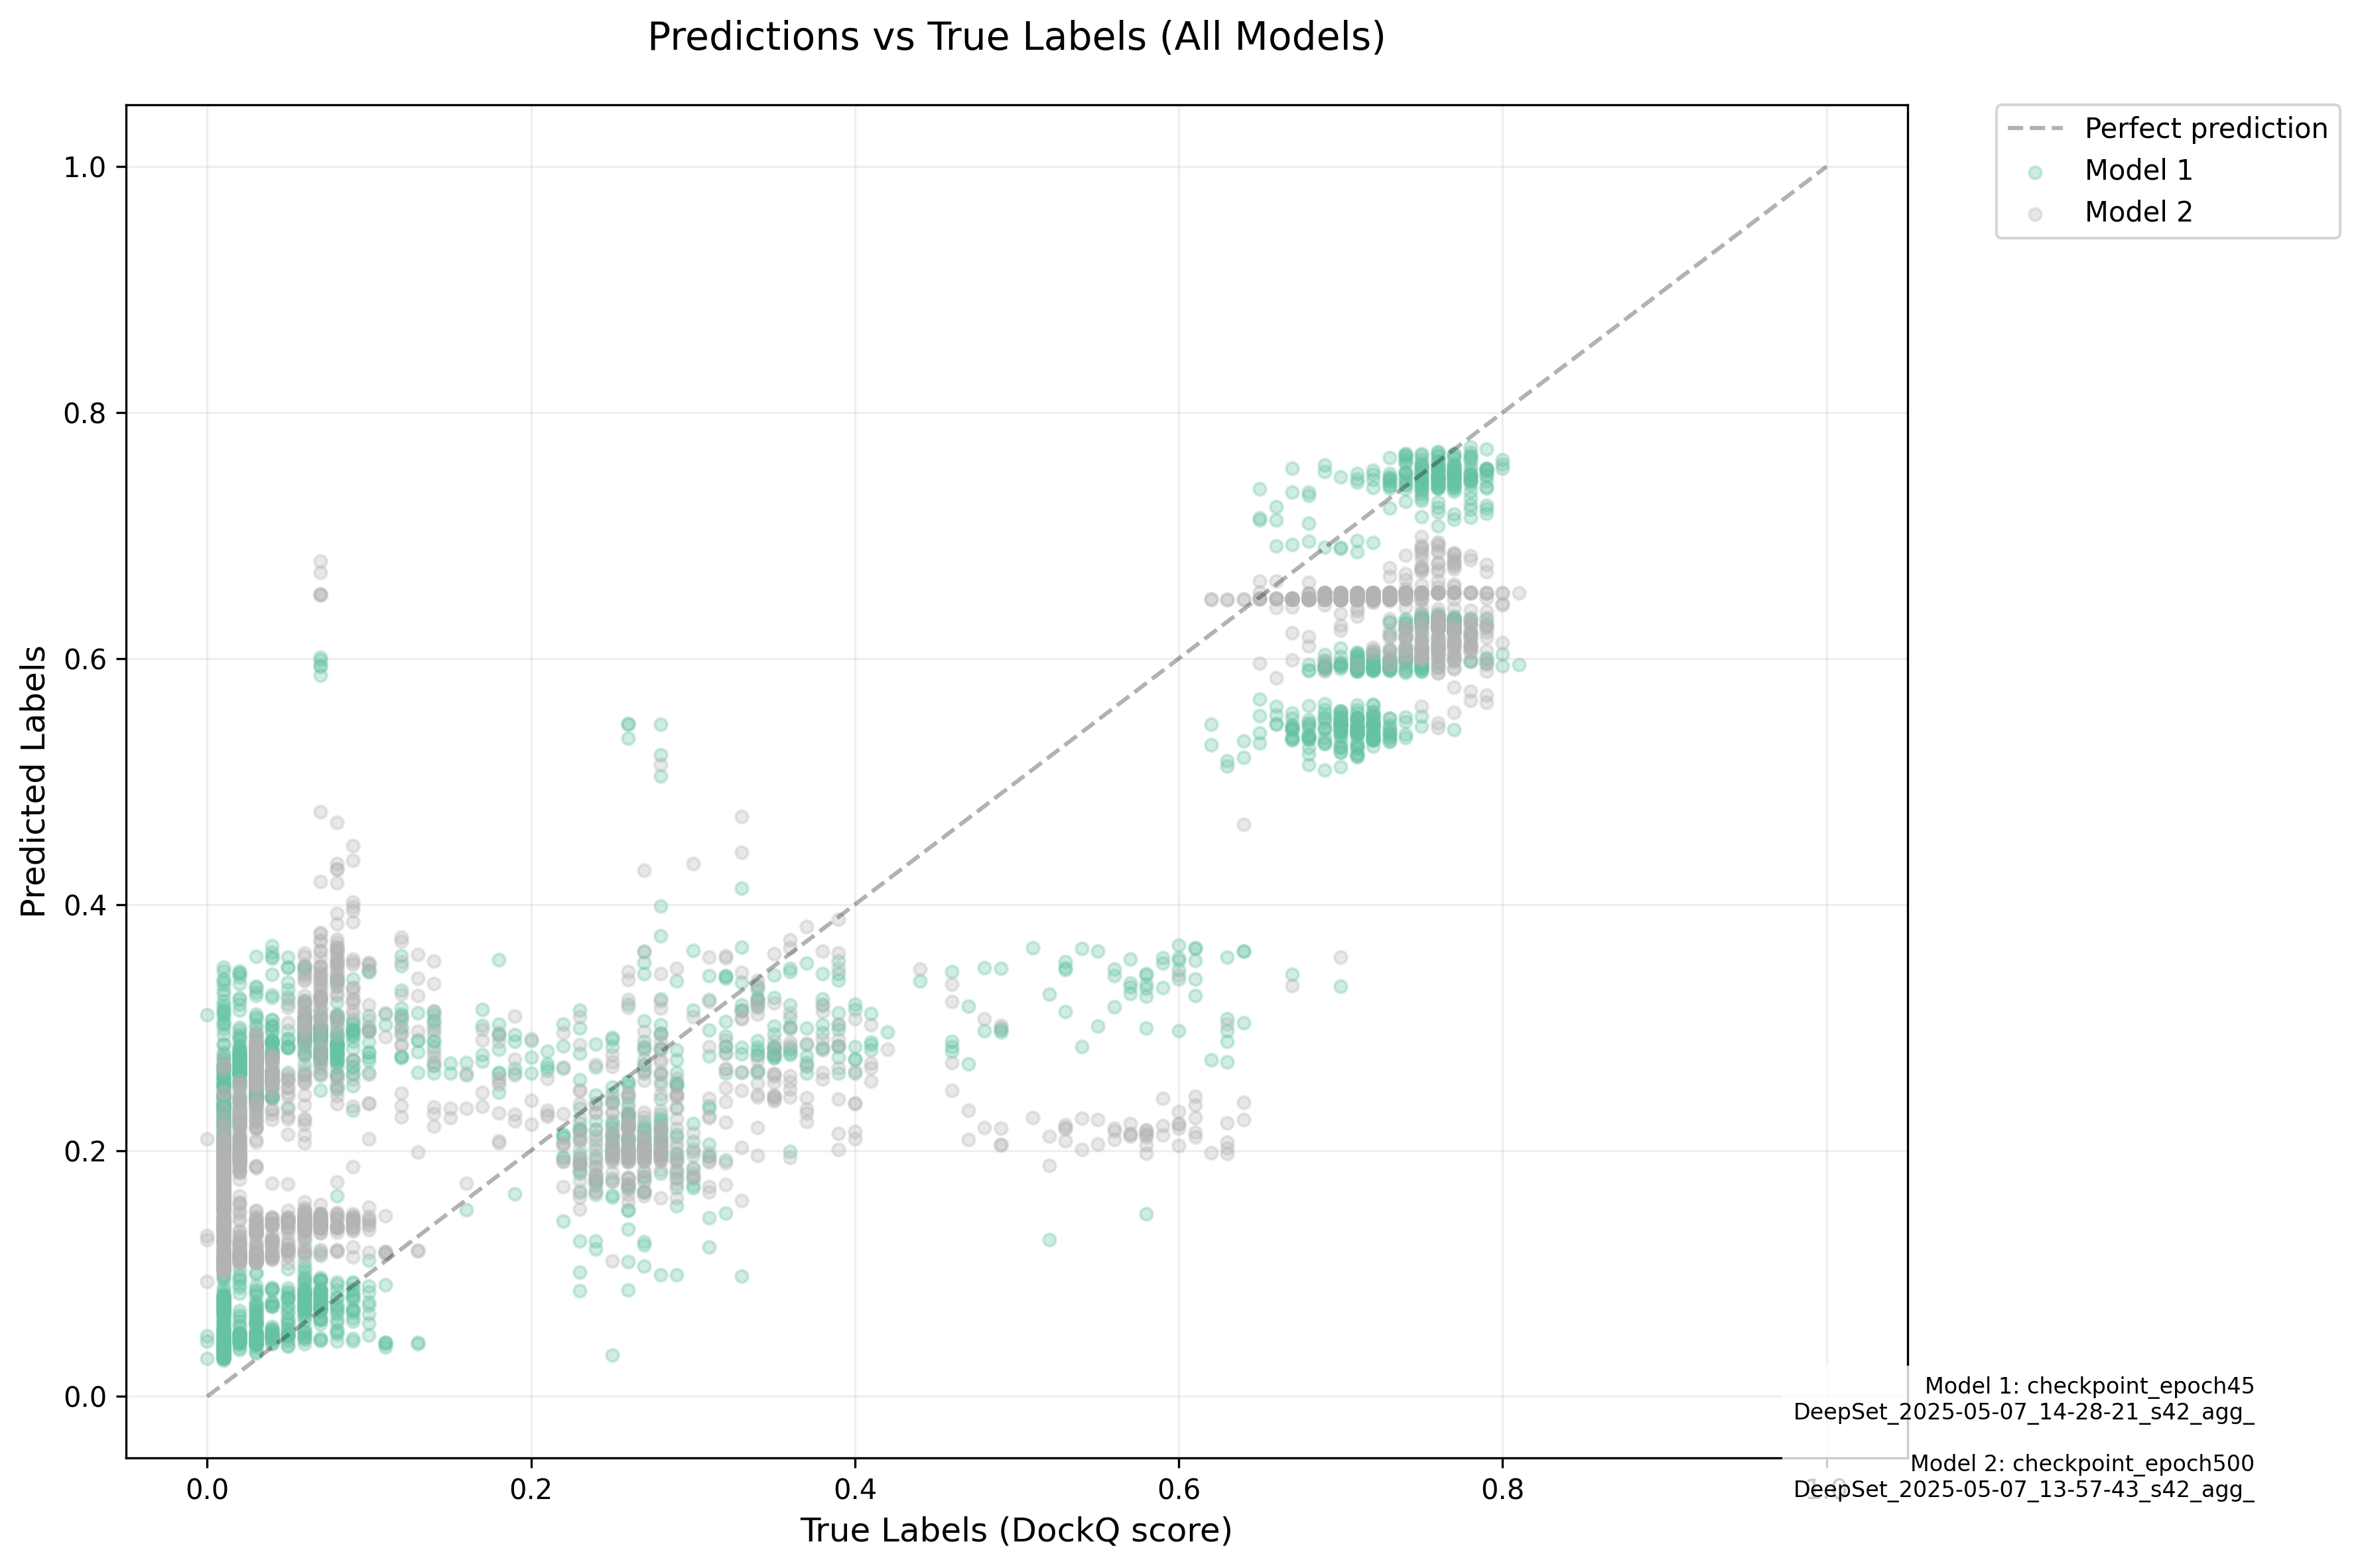 Predictions vs True Labels (All Models)
Perfect prediction
Model 1
Model 2
Predicted Labels
1.0
0.8
0.6
0.4
0.2
0.0
0.0 0.2 0.4 0.6 0.8 1.0
True Labels (DockQ score)
Model 1: checkpoint_epoch45
DeepSet_2025-05-07_14-28-21_s42_agg_
Model 2: checkpoint_epoch500
DeepSet_2025-05-07_13-57-43_s42_agg_